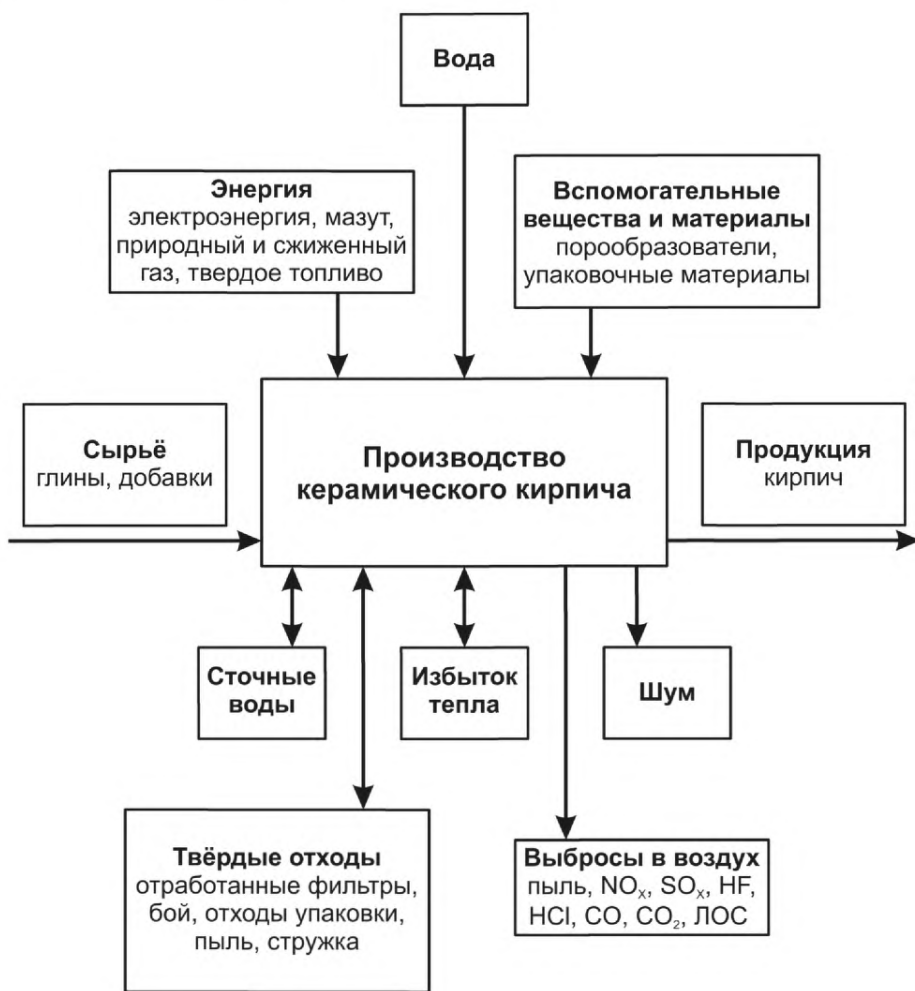 Вода
Энергия
электроэнергия, мазут,
природный и сжиженный
газ, твердое топливо
Вспомогательные
вещества и материалы
порообразователи,
упаковочные материалы
Сырьё
глины, добавки
Производство
керамического кирпича
Продукция
кирпич
Сточные
воды
Избыток
тепла
Шум
Твёрдые отходы
отработанные фильтры,
бой, отходы упаковки,
пыль, стружка
Выбросы в воздух
пыль, NOₓ, SOₓ, HF,
HCl, CO, CO₂, ЛОС